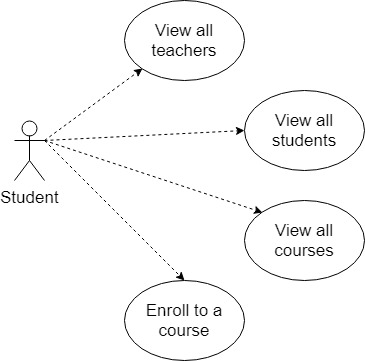 View all
teachers
View all
students
Student
View all
courses
Enroll to a
course